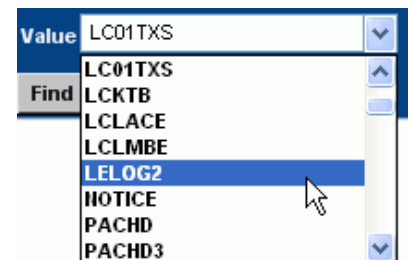 Value LC01TXS
LC01TXS
Find LCKTB
LCLACE
LCLMBE
LELOG2
NOTICE
PACHD
PACHD3